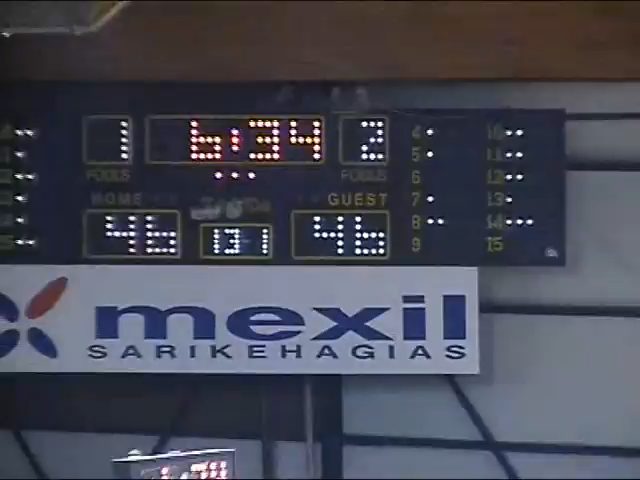 1 6:34 2
FOULS FOULS
HOME GUEST
46 46
4 10
5 11
6 12
7 13
8 14
9 15
mexil
SARIKEHAGIAS